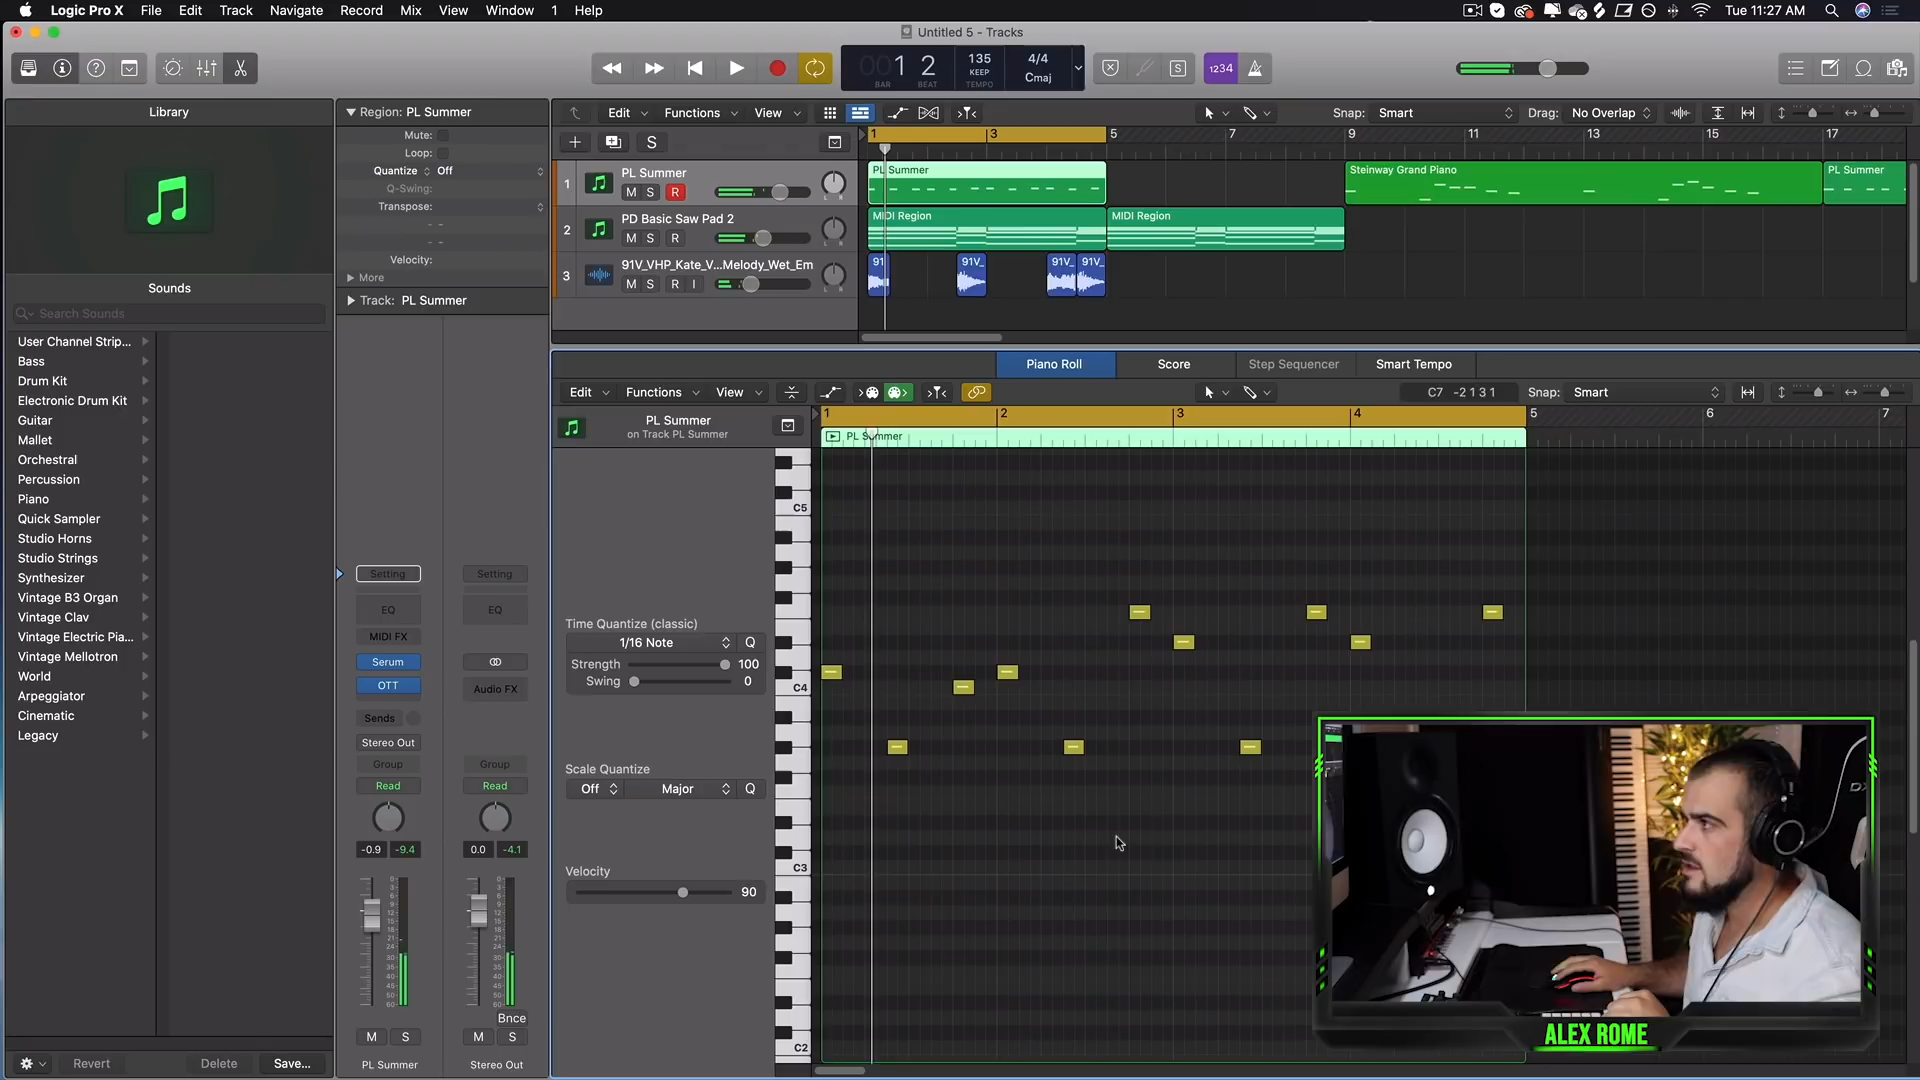 Logic Pro X File Edit Track Navigate Record Mix View Window 1 Help Tue 11:27 AM
Untitled 5 - Tracks
001 2 135 4/4
KEEP Cmaj
BAR BEAT TEMPO
S 1234
Library
Sounds
Search Sounds
User Channel Strip...
Bass
Drum Kit
Electronic Drum Kit
Guitar
Mallet
Orchestral
Percussion
Piano
Quick Sampler
Studio Horns
Studio Strings
Synthesizer
Vintage B3 Organ
Vintage Clav
Vintage Electric Pia...
Vintage Mellotron
World
Arpeggiator
Cinematic
Legacy
Revert Delete Save...
Region: PL Summer
Mute:
Loop:
Quantize Off
Q-Swing:
Transpose:
Velocity:
More
Track: PL Summer
Setting Setting
EQ EQ
MIDI FX
Serum
OTT Audio FX
Sends
Stereo Out
Group Group
Read Read
-0.9 -9.4 0.0 -4.1
Bnce
M S M S
PL Summer Stereo Out
Edit Functions View Snap: Smart Drag: No Overlap
S 1 3 5 7 9 11 13 15 17
1 PL Summer
M S R
PL Summer Steinway Grand Piano PL Summer
2 PD Basic Saw Pad 2
M S R
MIDI Region MIDI Region
3 91V_VHP_Kate_V...Melody_Wet_Em
M S R I
91 91V_ 91V_ 91V_
Piano Roll Score Step Sequencer Smart Tempo
Edit Functions View C7 -2 1 3 1 Snap: Smart
PL Summer
on Track PL Summer
1 2 3 4 5 6 7
PL Summer
C5
C4
C3
C2
Time Quantize (classic)
1/16 Note Q
Strength 100
Swing 0
Scale Quantize
Off Major Q
Velocity
90
ALEX ROME